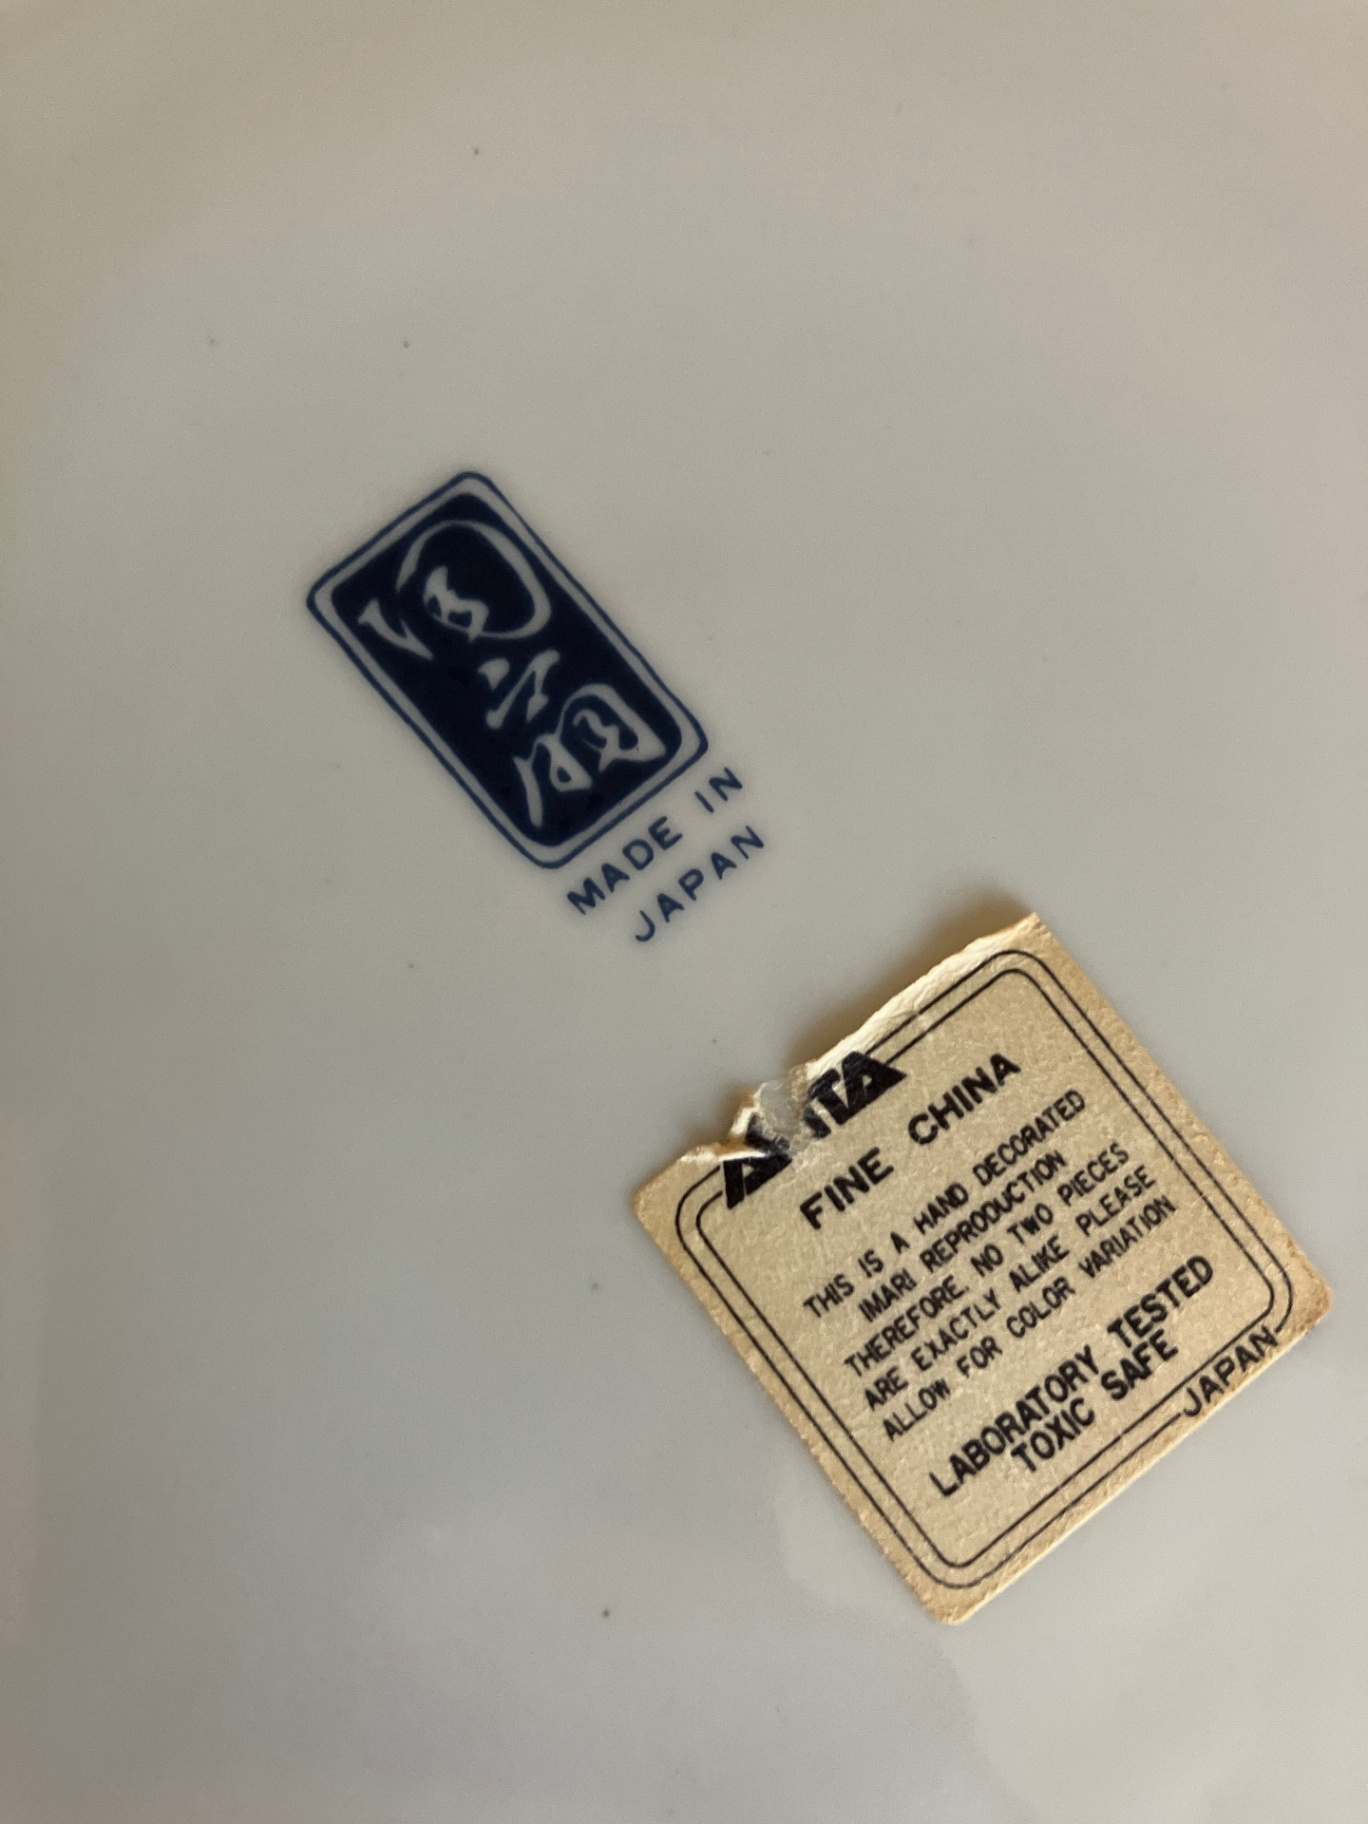 MADE IN
JAPAN
FINE CHINA
THIS IS A HAND DECORATED
IMARI REPRODUCTION
THEREFORE, NO TWO PIECES
ARE EXACTLY ALIKE PLEASE
ALLOW FOR COLOR VARIATION
LABORATORY TESTED
TOXIC SAFE
JAPAN